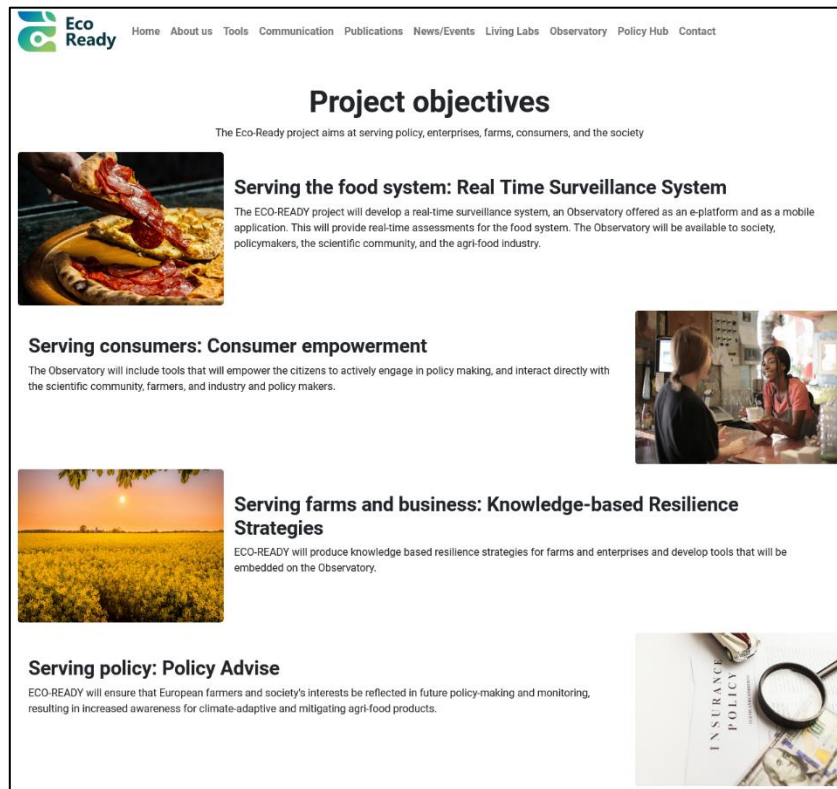 Eco
Ready
Home About us Tools Communication Publications News/Events Living Labs Observatory Policy Hub Contact
Project objectives
The Eco-Ready project aims at serving policy, enterprises, farms, consumers, and the society
Serving the food system: Real Time Surveillance System
The ECO-READY project will develop a real-time surveillance system, an Observatory offered as an e-platform and as a mobile
application. This will provide real-time assessments for the food system. The Observatory will be available to society,
policymakers, the scientific community, and the agri-food industry.
Serving consumers: Consumer empowerment
The Observatory will include tools that will empower the citizens to actively engage in policy making, and interact directly with
the scientific community, farmers, and industry and policy makers.
Serving farms and business: Knowledge-based Resilience
Strategies
ECO-READY will produce knowledge based resilience strategies for farms and enterprises and develop tools that will be
embedded on the Observatory.
Serving policy: Policy Advise
ECO-READY will ensure that European farmers and society's interests be reflected in future policy-making and monitoring,
resulting in increased awareness for climate-adaptive and mitigating agri-food products.
INSURANCE
POLICY